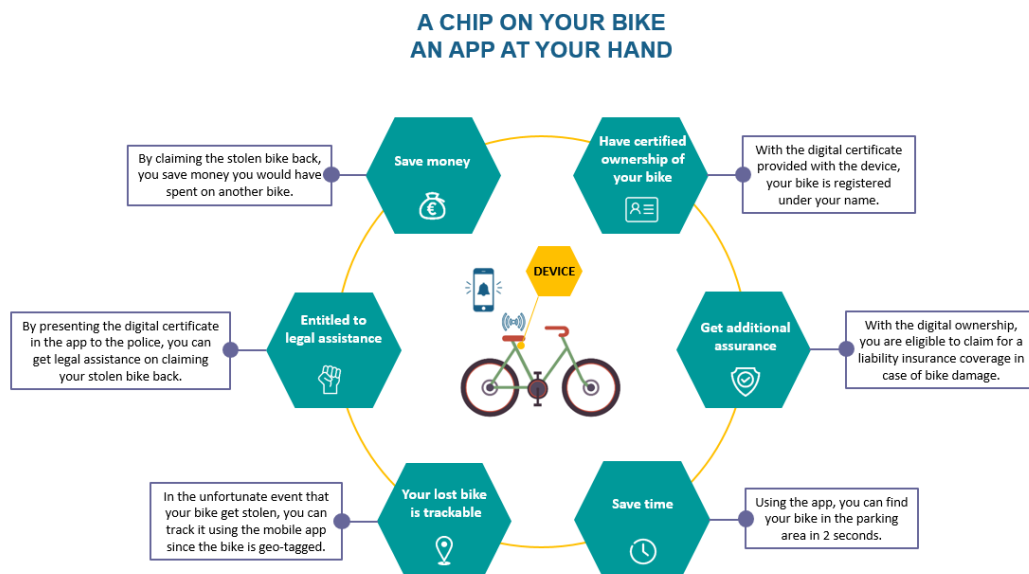 A CHIP ON YOUR BIKE
AN APP AT YOUR HAND
Save money
€
By claiming the stolen bike back,
you save money you would have
spent on another bike.
Have certified
ownership of
your bike
With the digital certificate
provided with the device,
your bike is registered
under your name.
DEVICE
Entitled to
legal assistance
By presenting the digital certificate
in the app to the police, you can
get legal assistance on claiming
your stolen bike back.
Get additional
assurance
With the digital ownership,
you are eligible to claim for a
liability insurance coverage in
case of bike damage.
Your lost bike
is trackable
In the unfortunate event that
your bike get stolen, you can
track it using the mobile app
since the bike is geo-tagged.
Save time
Using the app, you can find
your bike in the parking
area in 2 seconds.